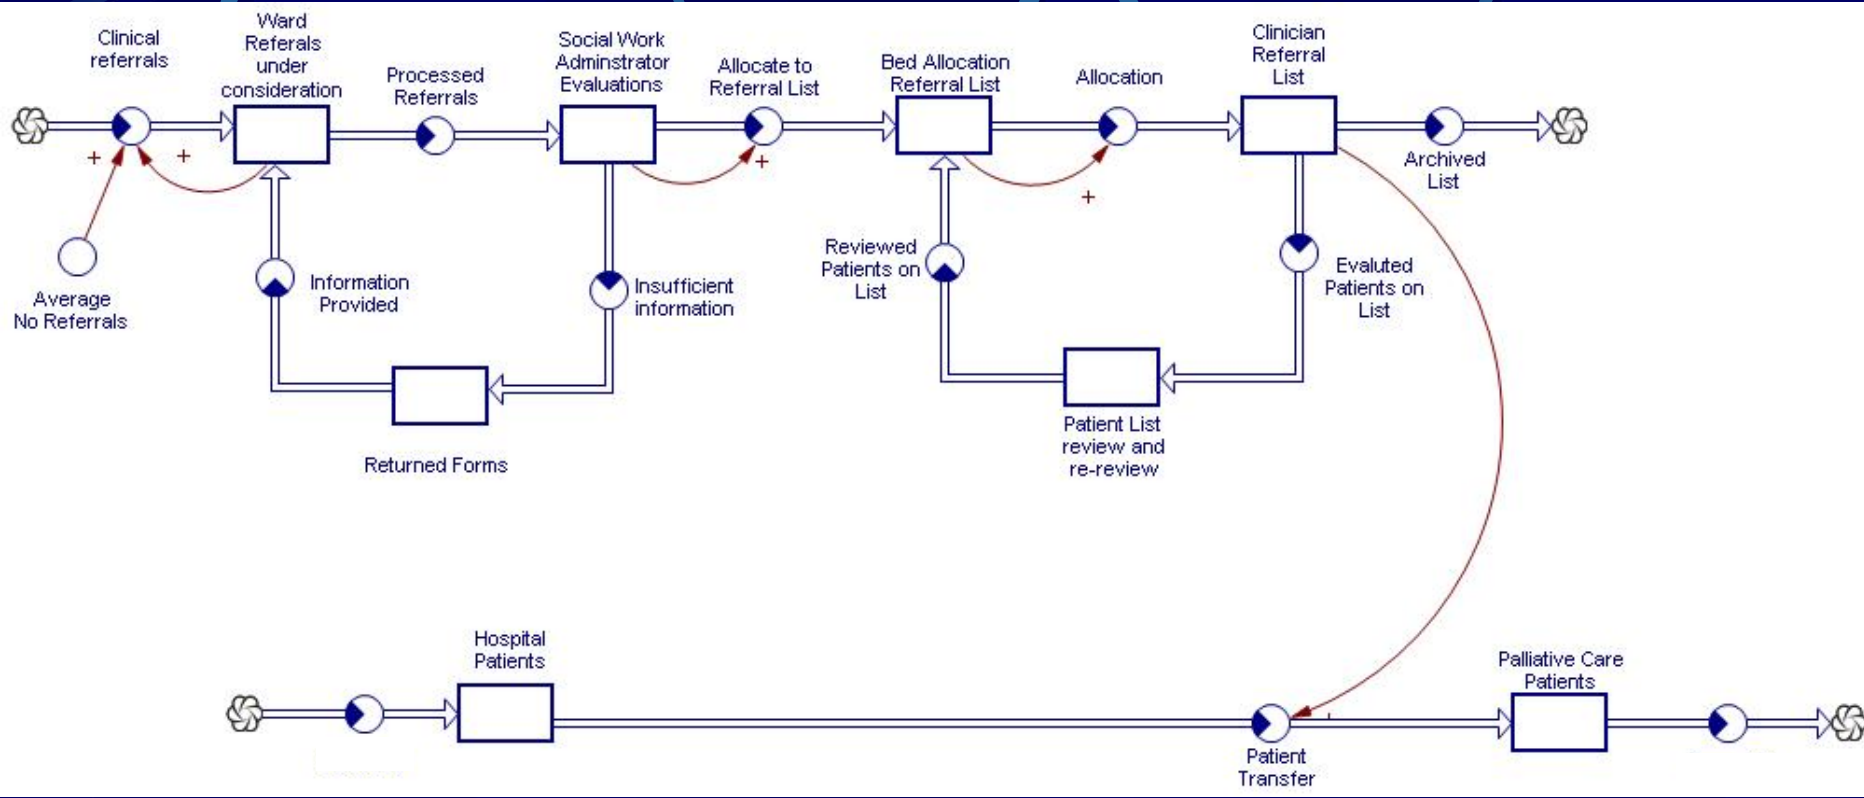 Clinical
referrals
Ward
Referals
under
consideration
Processed
Referrals
Social Work
Adminstrator
Evaluations
Allocate to
Referral List
Bed Allocation
Referral List
Allocation
Clinician
Referral
List
Archived
List
+
+
+
+
Average
No Referrals
Information
Provided
Insufficient
information
Returned Forms
Reviewed
Patients on
List
Evaluted
Patients on
List
Patient List
review and
re-review
Hospital
Patients
Patient
Transfer
Palliative Care
Patients